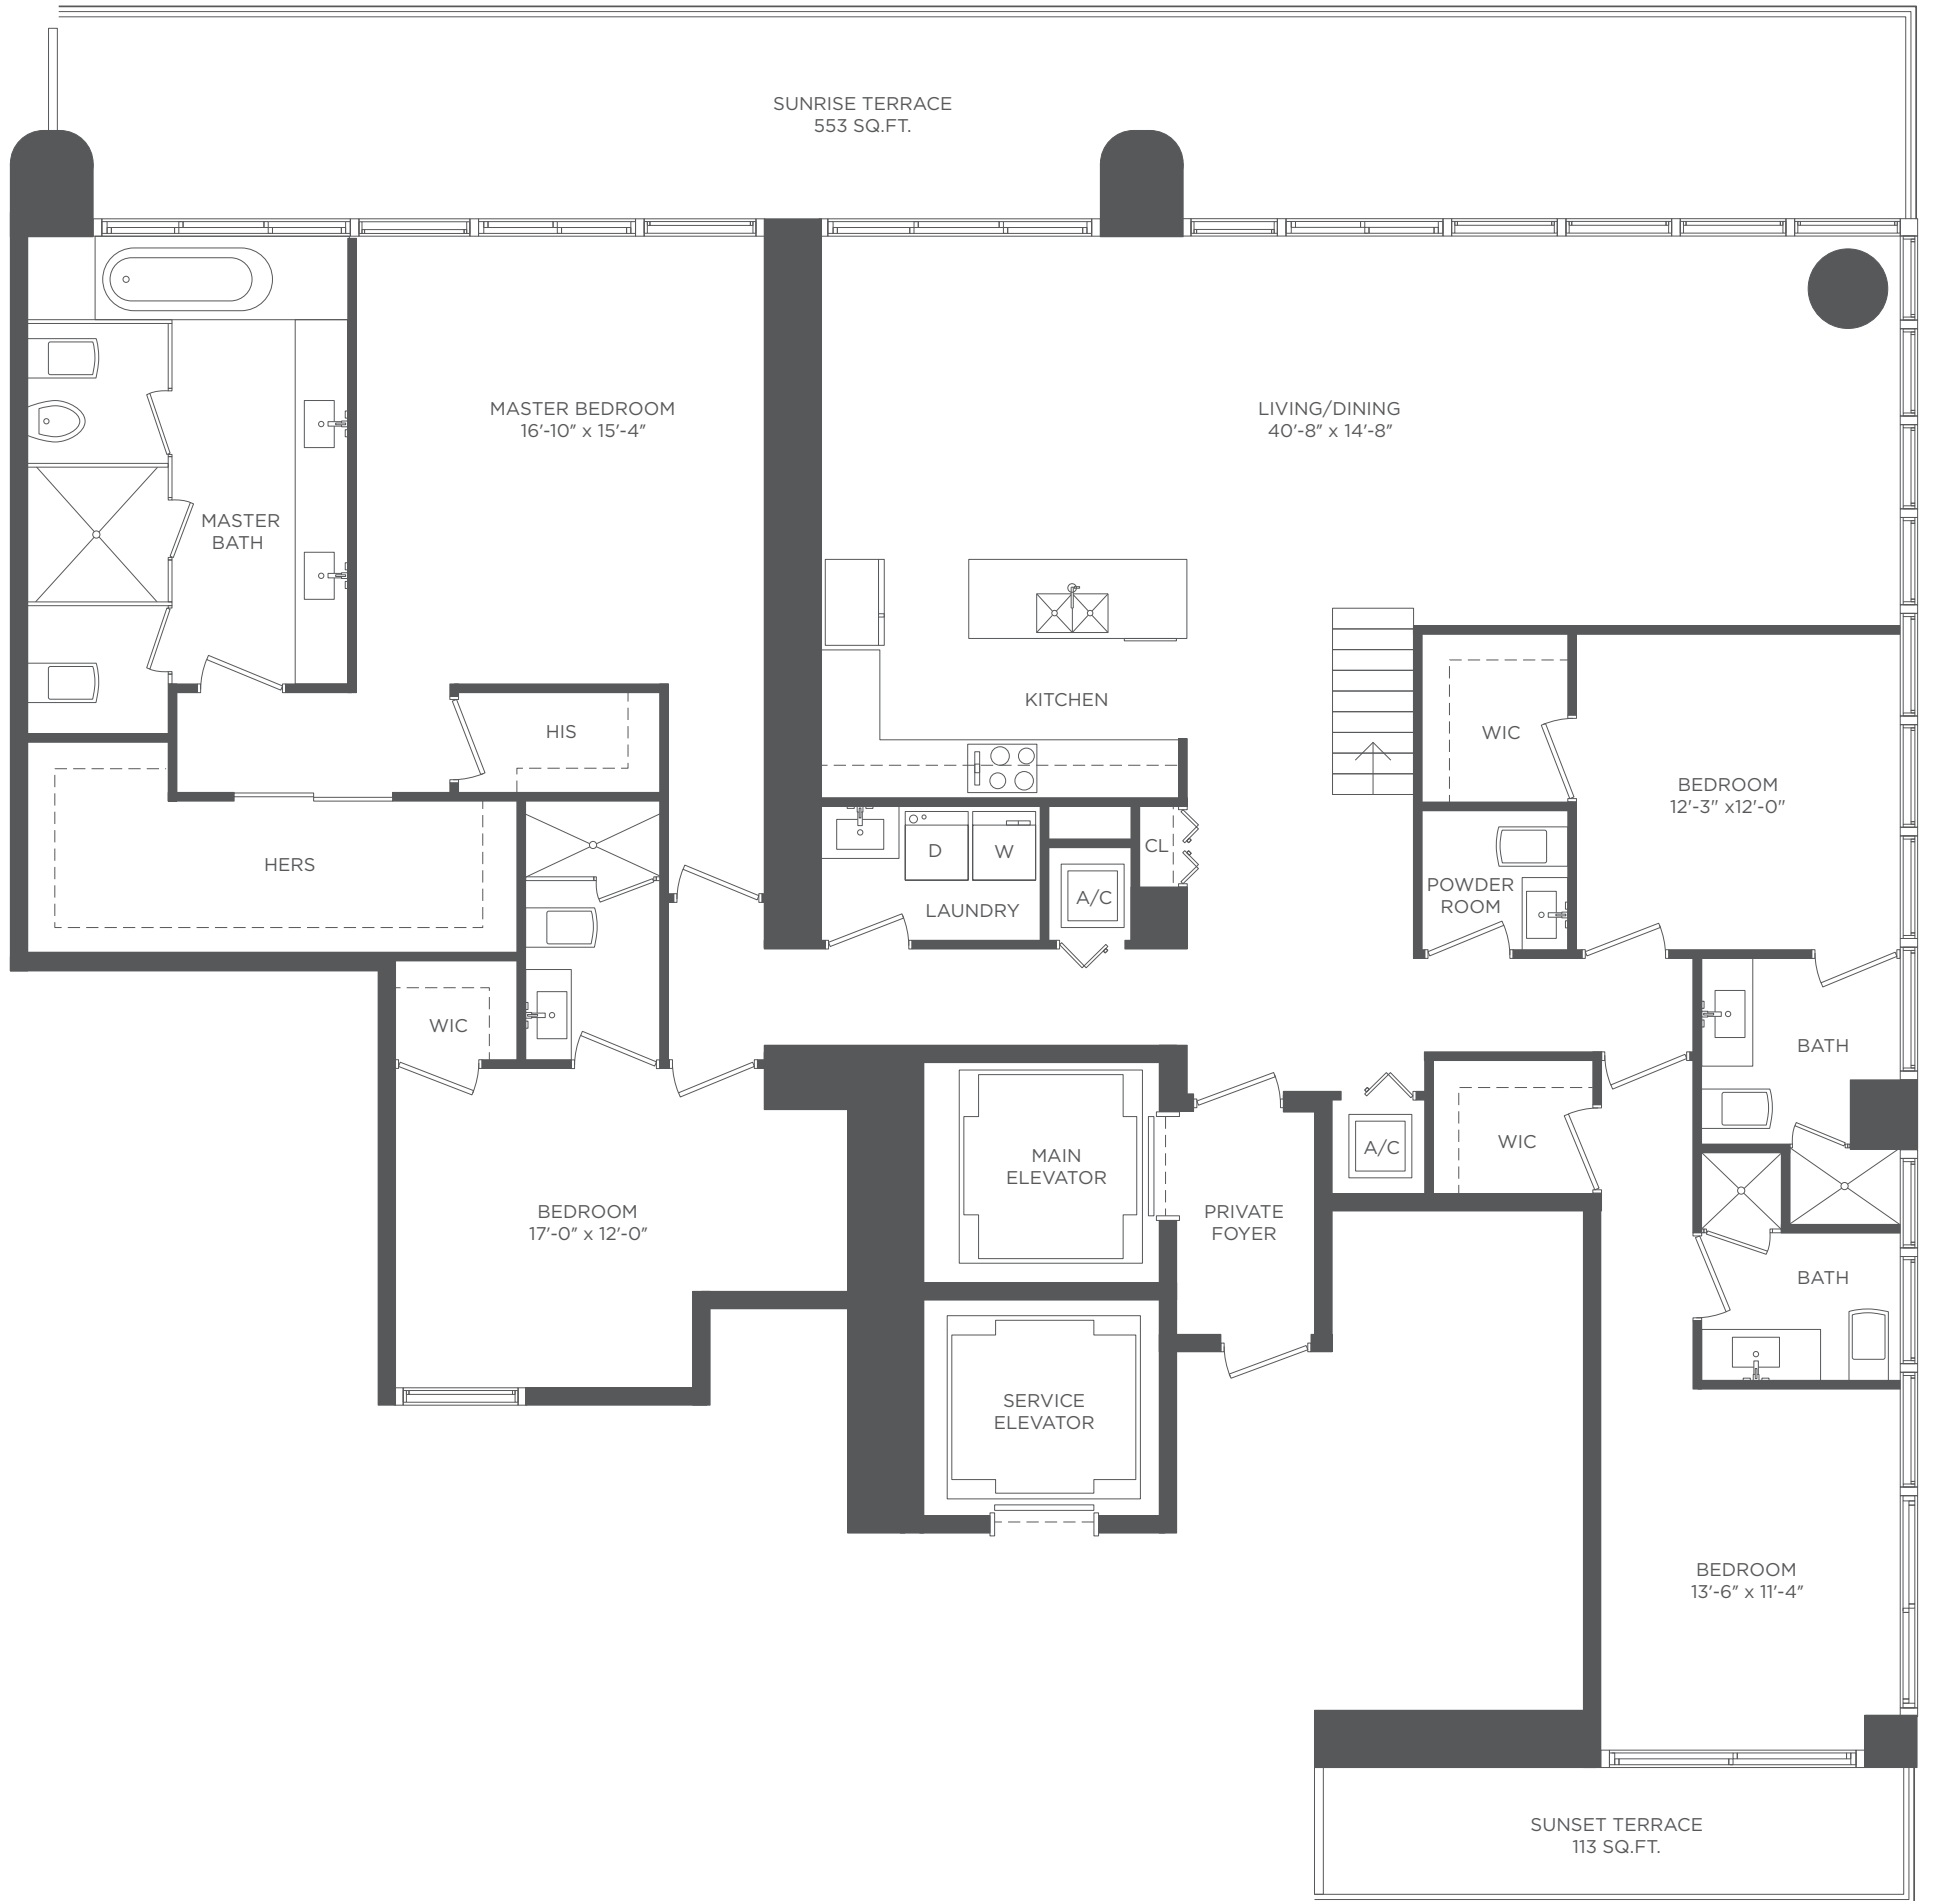 SUNRISE TERRACE
553 SQ.FT.
MASTER BEDROOM
16'-10" x 15'-4"
LIVING/DINING
40'-8" x 14'-8"
MASTER
BATH
KITCHEN
HIS
WIC
BEDROOM
12'-3" x12'-0"
HERS
D
W
CL
A/C
LAUNDRY
POWDER
ROOM
WIC
BATH
MAIN
ELEVATOR
A/C
WIC
BEDROOM
17'-0" x 12'-0"
PRIVATE
FOYER
BATH
SERVICE
ELEVATOR
BEDROOM
13'-6" x 11'-4"
SUNSET TERRACE
113 SQ.FT.